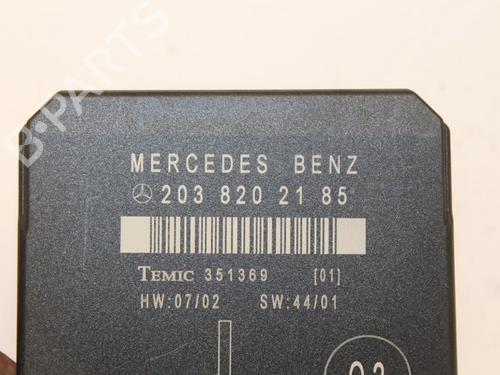 B-PARTS
MERCEDES BENZ
203 820 21 85
TEMIC 351369 [01]
HW:07/02 SW:44/01